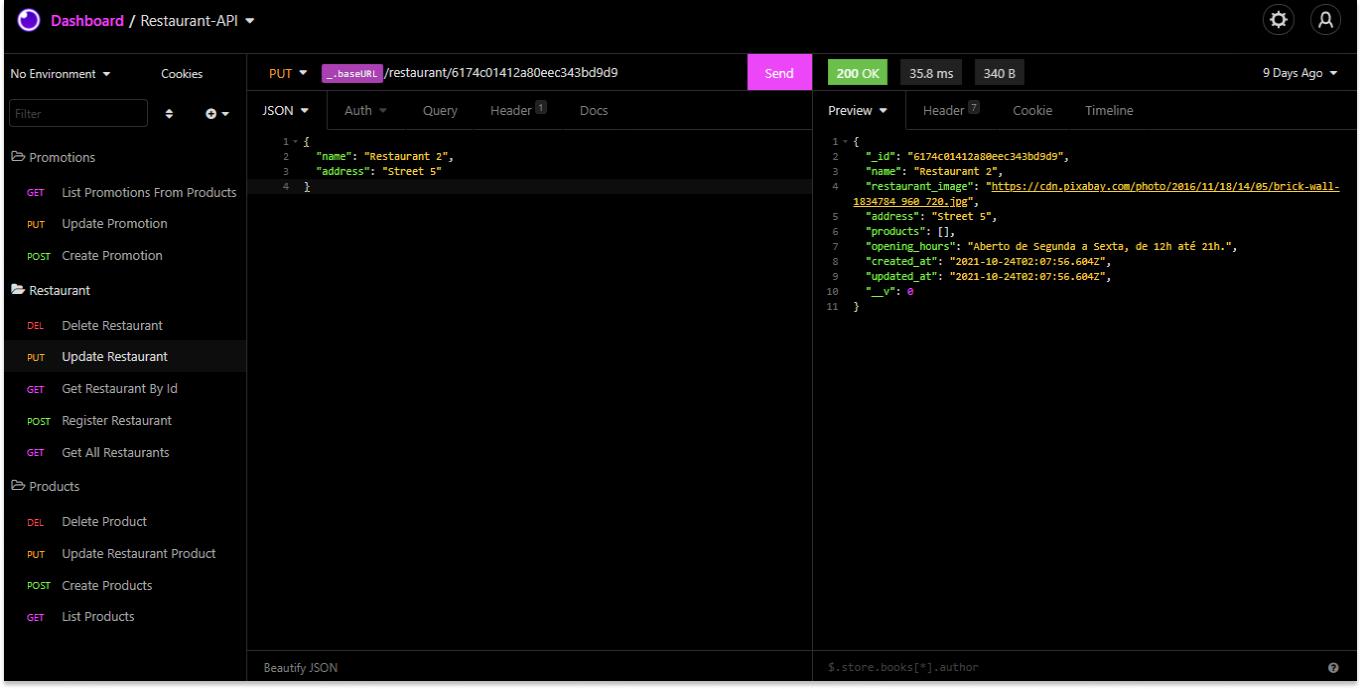 Dashboard / Restaurant-API
No Environment
Cookies
Filter
Promotions
GET List Promotions From Products
PUT Update Promotion
POST Create Promotion
Restaurant
DEL Delete Restaurant
PUT Update Restaurant
GET Get Restaurant By Id
POST Register Restaurant
GET Get All Restaurants
Products
DEL Delete Product
PUT Update Restaurant Product
POST Create Products
GET List Products
PUT _.baseURL/restaurant/6174c01412a80eec343bd9d9 Send
JSON Auth Query Header 1 Docs
1 {
2 "name": "Restaurant 2",
3 "address": "Street 5"
4 }
Beautify JSON
200 OK 35.8 ms 340 B 9 Days Ago
Preview Header 7 Cookie Timeline
1 {
2 "_id": "6174c01412a80eec343bd9d9",
3 "name": "Restaurant 2",
4 "restaurant_image": "https://cdn.pixabay.com/photo/2016/11/18/14/05/brick-wall-
1834784_960_720.jpg",
5 "address": "Street 5",
6 "products": [],
7 "opening_hours": "Aberto de Segunda a Sexta, de 12h até 21h.",
8 "created_at": "2021-10-24T02:07:56.604Z",
9 "updated_at": "2021-10-24T02:07:56.604Z",
10 "__v": 0
11 }
$.store.books[*].author